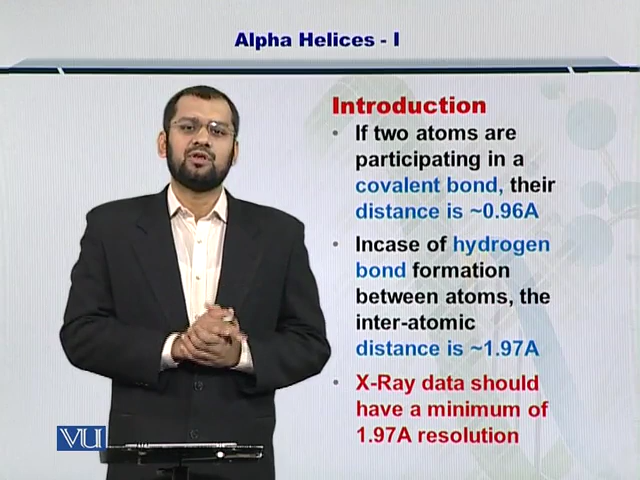 Alpha Helices - I
Introduction
• If two atoms are
participating in a
covalent bond, their
distance is ~0.96A
• Incase of hydrogen
bond formation
between atoms, the
inter-atomic
distance is ~1.97A
• X-Ray data should
have a minimum of
1.97A resolution
VU